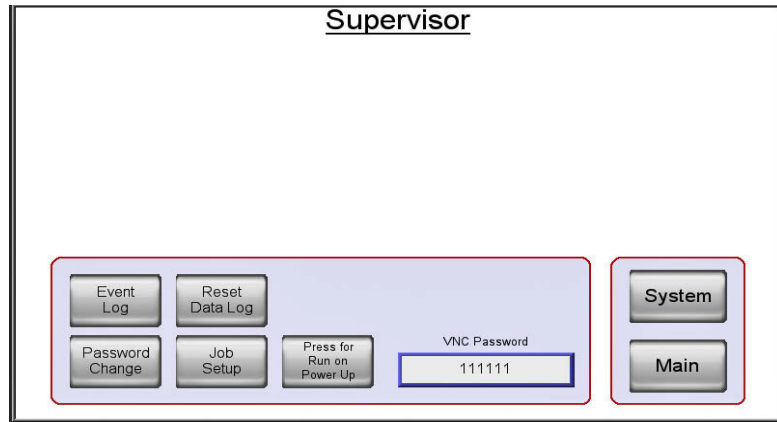 Supervisor
Event
Log
Reset
Data Log
Password
Change
Job
Setup
Press for
Run on
Power Up
VNC Password
111111
System
Main